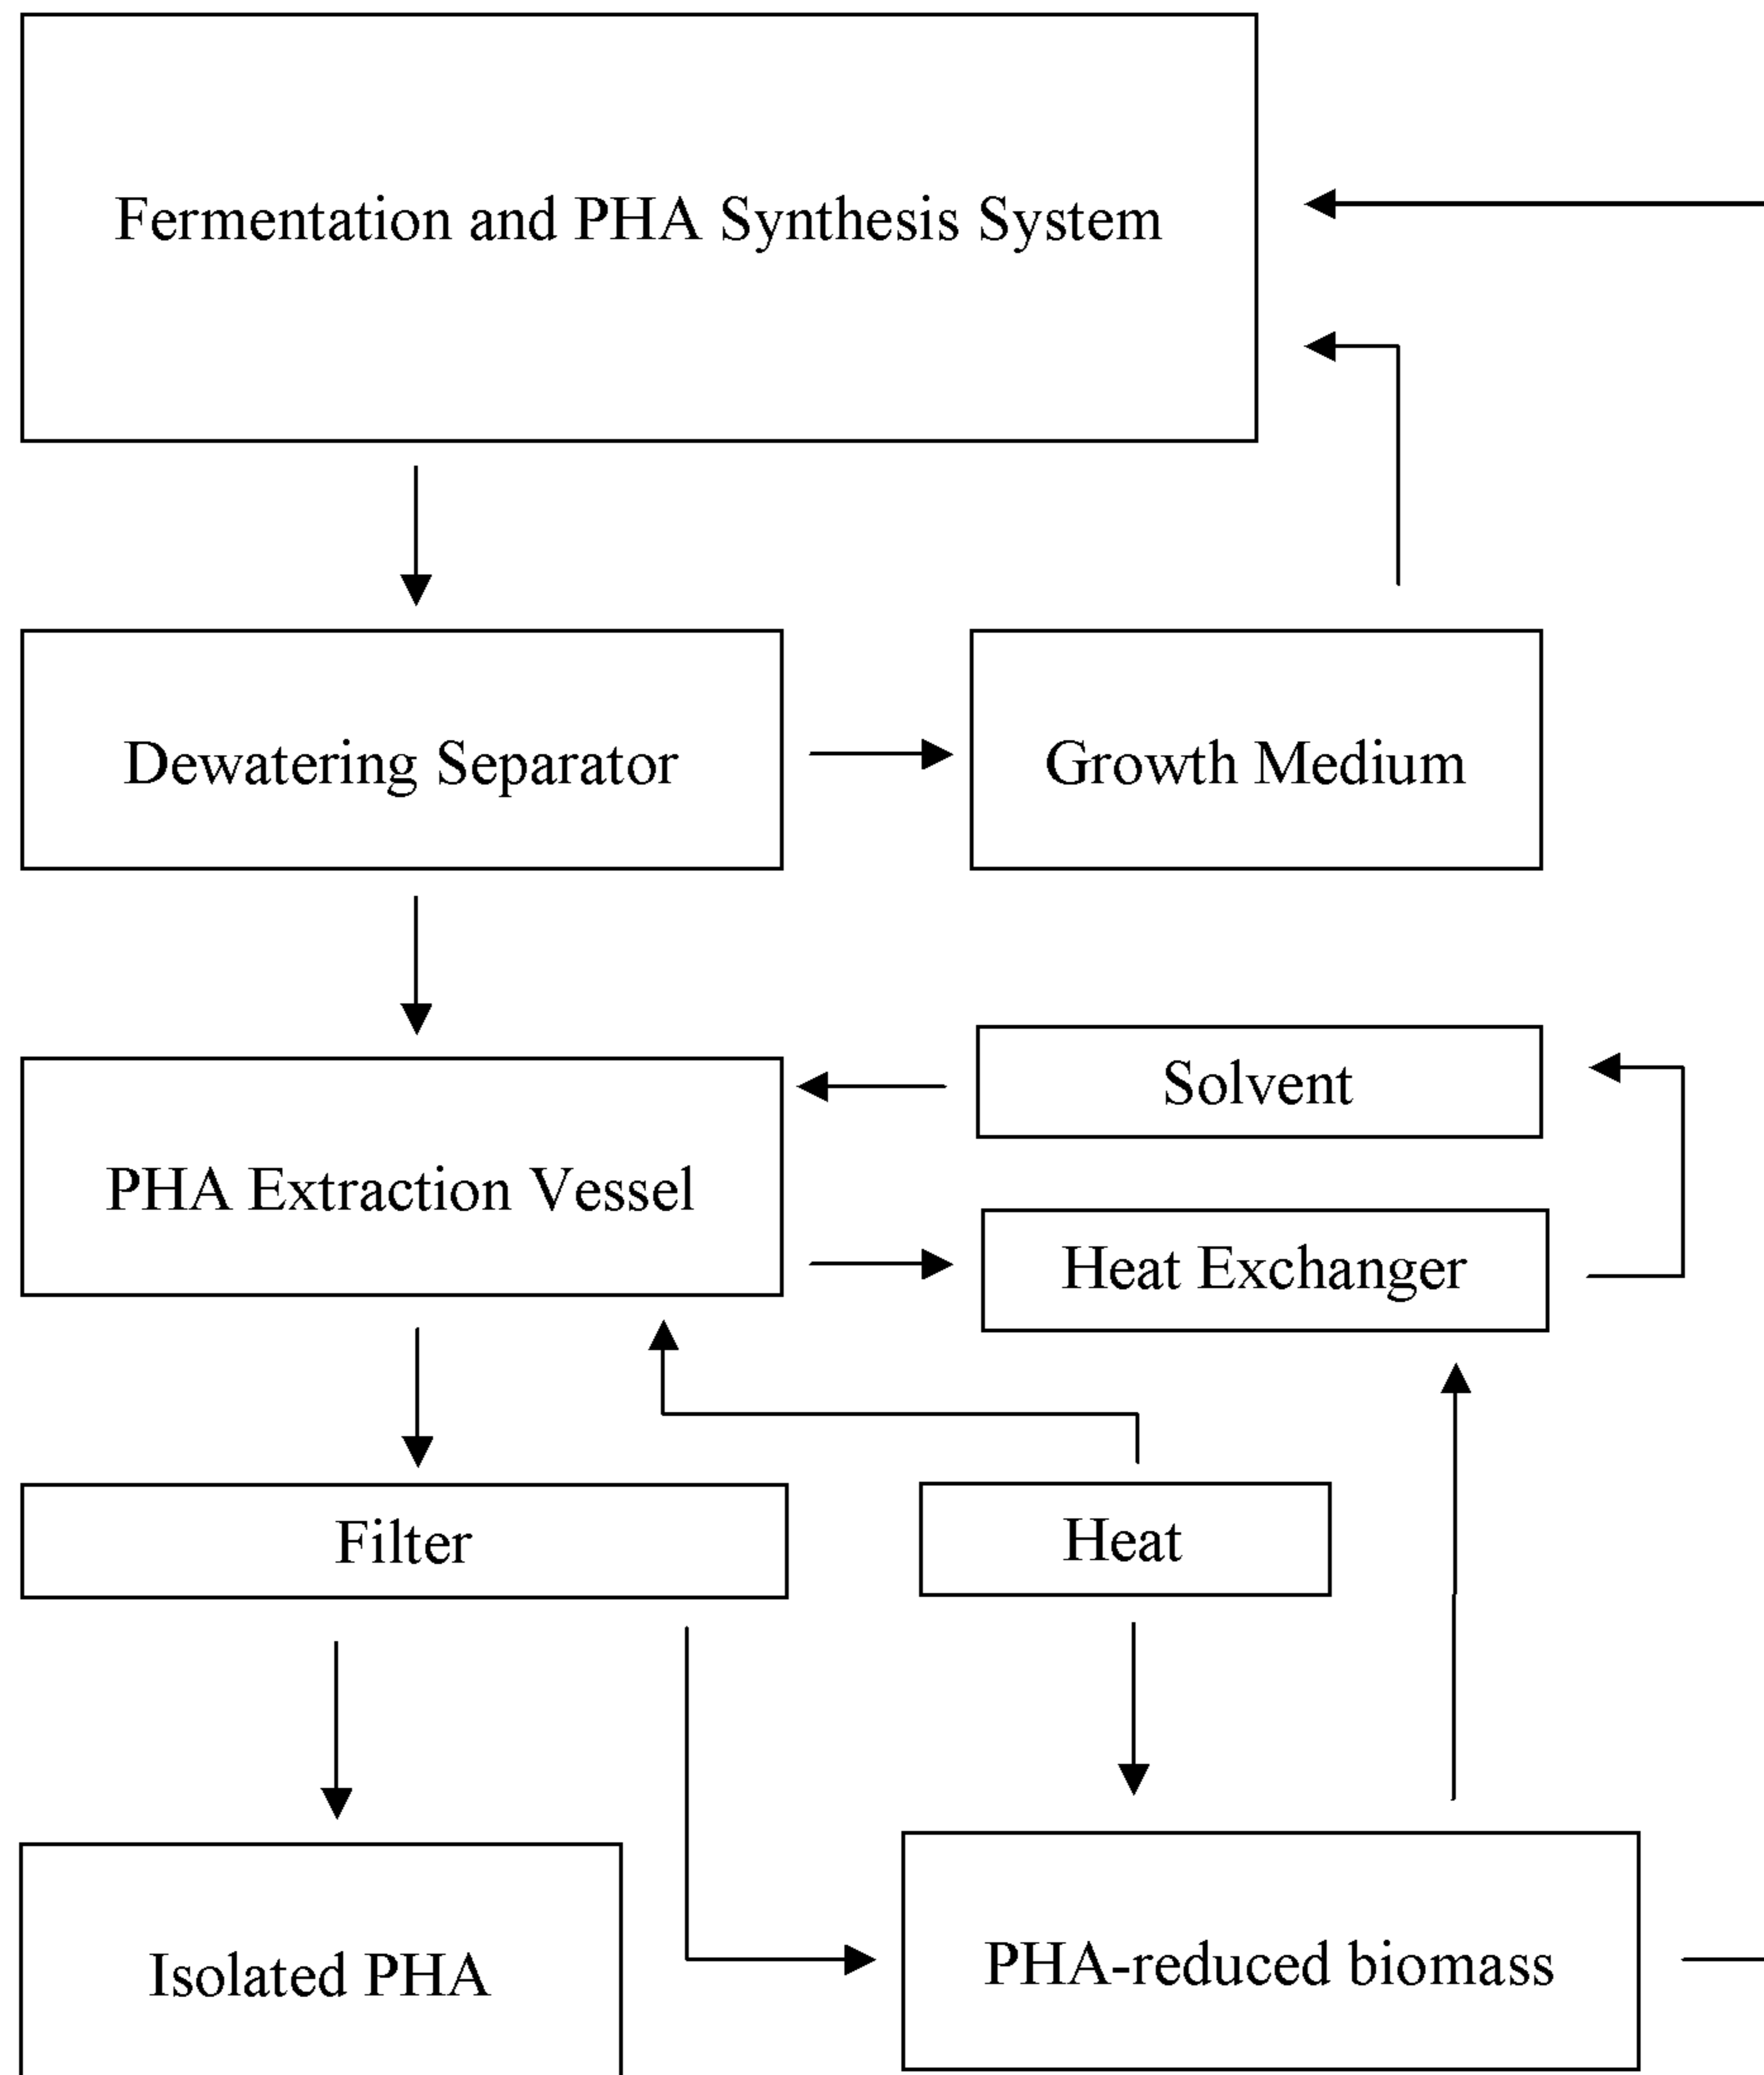 Fermentation and PHA Synthesis System
Dewatering Separator
Growth Medium
Solvent
PHA Extraction Vessel
Heat Exchanger
Filter
Heat
Isolated PHA
PHA-reduced biomass